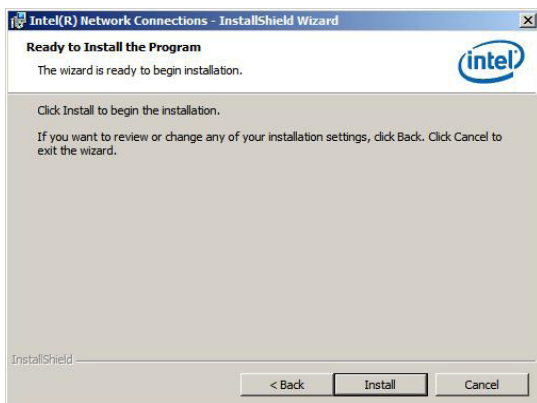 Intel(R) Network Connections - InstallShield Wizard
Ready to Install the Program
The wizard is ready to begin installation.
intel
Click Install to begin the installation.
If you want to review or change any of your installation settings, click Back. Click Cancel to
exit the wizard.
InstallShield
< Back
Install
Cancel